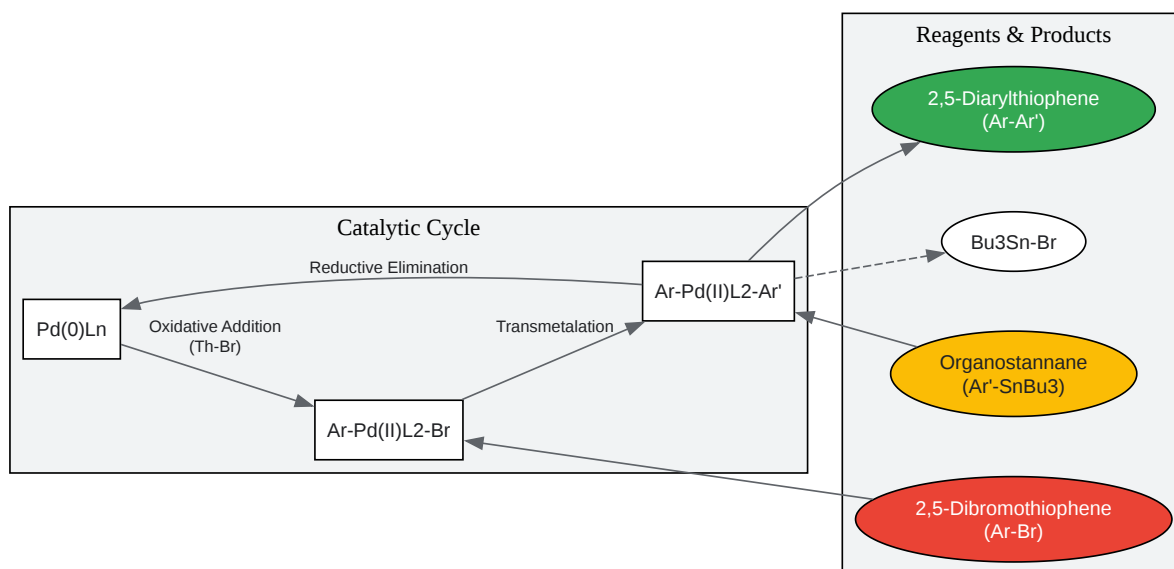 Reagents & Products
2,5-Diarylthiophene
(Ar-Ar')
Catalytic Cycle
Bu3Sn-Br
Reductive Elimination
Ar-Pd(II)L2-Ar'
Pd(0)Ln
Oxidative Addition
(Th-Br)
Transmetalation
Organostannane
(Ar'-SnBu3)
Ar-Pd(II)L2-Br
2,5-Dibromothiophene
(Ar-Br)